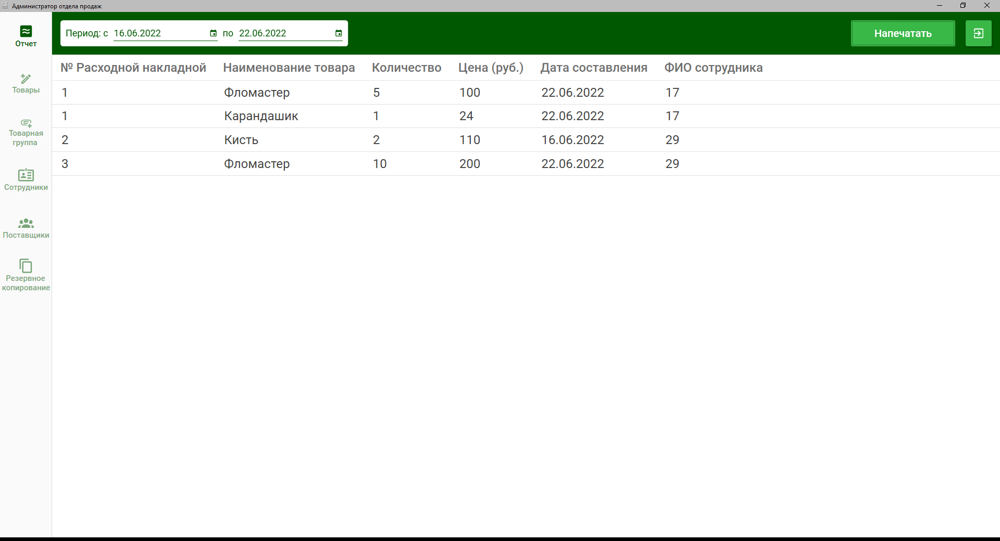 Администратор отдела продаж
Период: с 16.06.2022 по 22.06.2022
Напечатать
Отчет
Товары
Товарная
группа
Сотрудники
Поставщики
Резервное
копирование
№ Расходной накладной Наименование товара Количество Цена (руб.) Дата составления ФИО сотрудника
1 Фломастер 5 100 22.06.2022 17
1 Карандашик 1 24 22.06.2022 17
2 Кисть 2 110 16.06.2022 29
3 Фломастер 10 200 22.06.2022 29